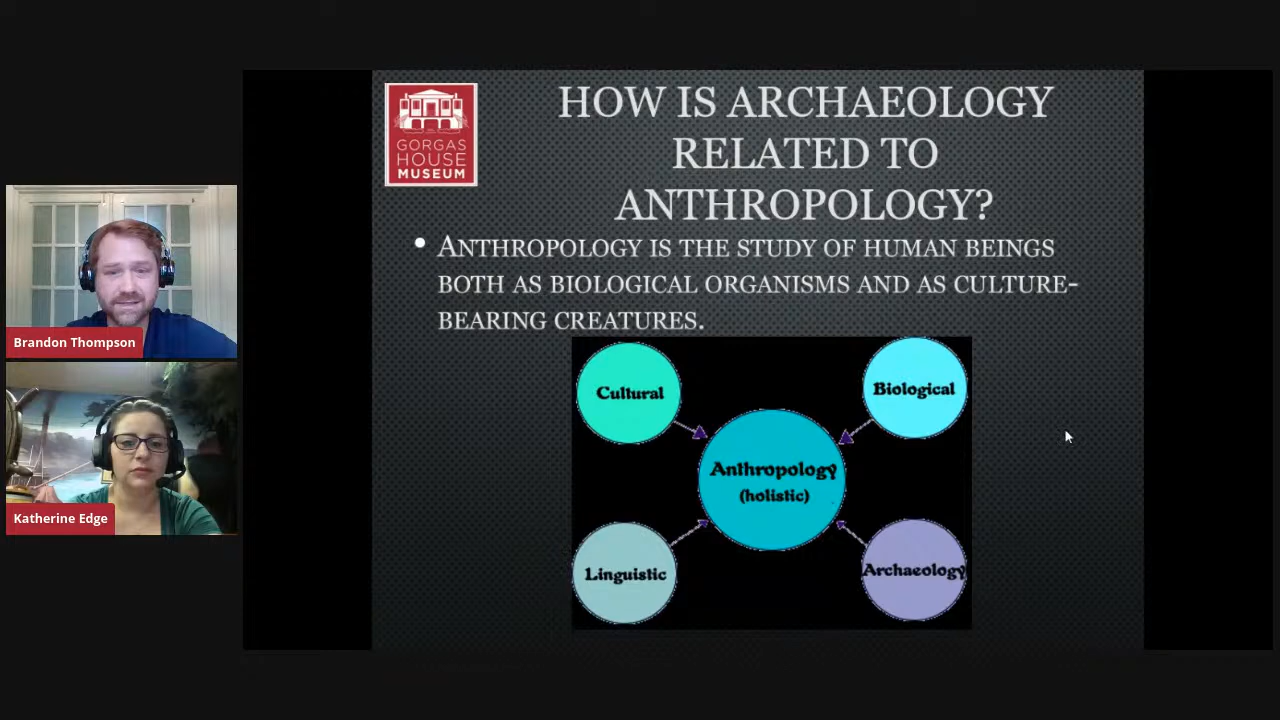 GORGAS
HOUSE
MUSEUM
HOW IS ARCHAEOLOGY
RELATED TO
ANTHROPOLOGY?
• ANTHROPOLOGY IS THE STUDY OF HUMAN BEINGS
BOTH AS BIOLOGICAL ORGANISMS AND AS CULTURE-
BEARING CREATURES.
Cultural
Biological
Anthropology
(holistic)
Linguistic
Archaeology
Brandon Thompson
Katherine Edge